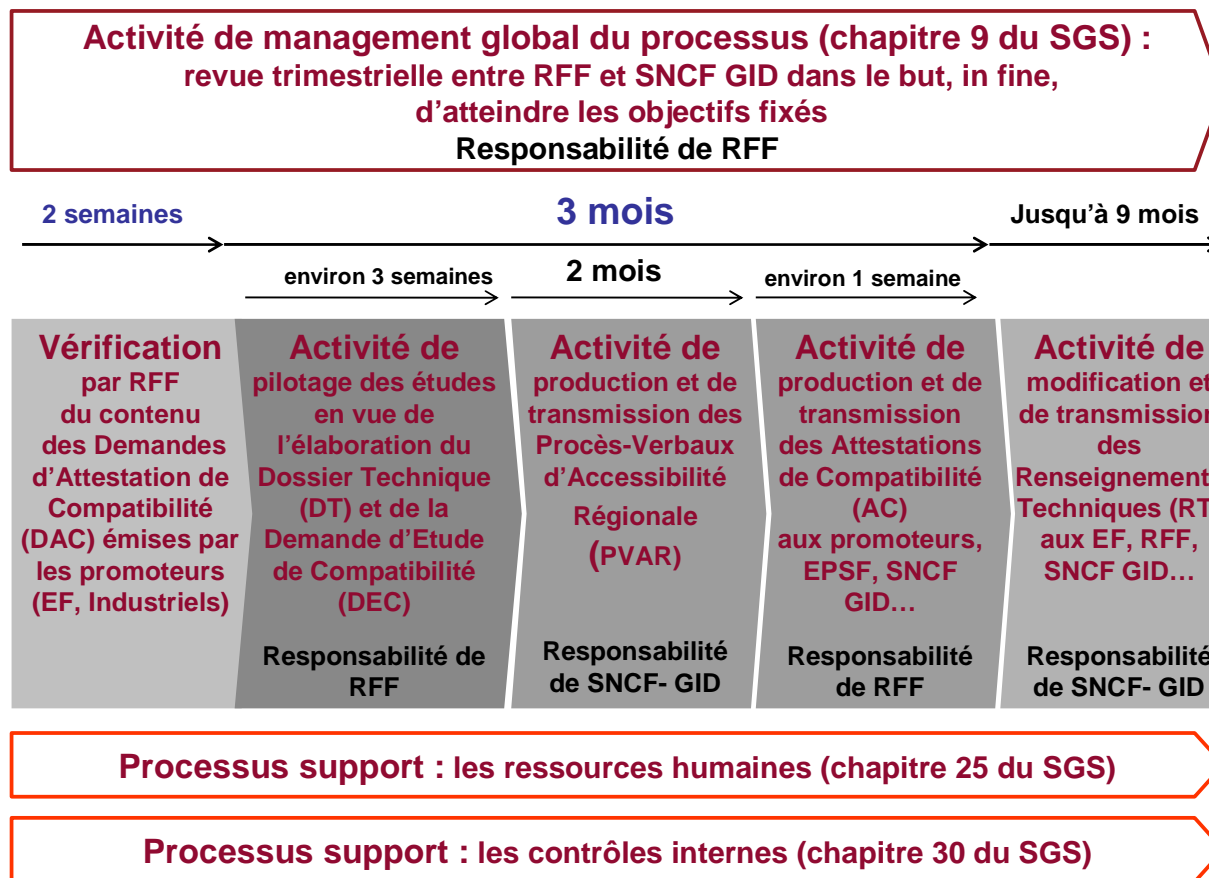 Activité de management global du processus (chapitre 9 du SGS) :
revue trimestrielle entre RFF et SNCF GID dans le but, in fine,
d'atteindre les objectifs fixés
Responsabilité de RFF
2 semaines
3 mois
Jusqu'à 9 mois
environ 3 semaines
2 mois
environ 1 semaine
Vérification
par RFF
du contenu
des Demandes
d'Attestation de
Compatibilité
(DAC) émises par
les promoteurs
(EF, Industriels)
Activité de
pilotage des études
en vue de
l'élaboration du
Dossier Technique
(DT) et de la
Demande d'Etude
de Compatibilité
(DEC)
Responsabilité de
RFF
Activité de
production et de
transmission des
Procès-Verbaux
d'Accessibilité
Régionale
(PVAR)
Responsabilité
de SNCF- GID
Activité de
production et de
transmission
des Attestations
de Compatibilité
(AC)
aux promoteurs,
EPSF, SNCF
GID…
Responsabilité
de RFF
Activité de
modification et
de transmission
des
Renseignement
Techniques (RT
aux EF, RFF,
SNCF GID…
Responsabilité
de SNCF- GID
Processus support : les ressources humaines (chapitre 25 du SGS)
Processus support : les contrôles internes (chapitre 30 du SGS)